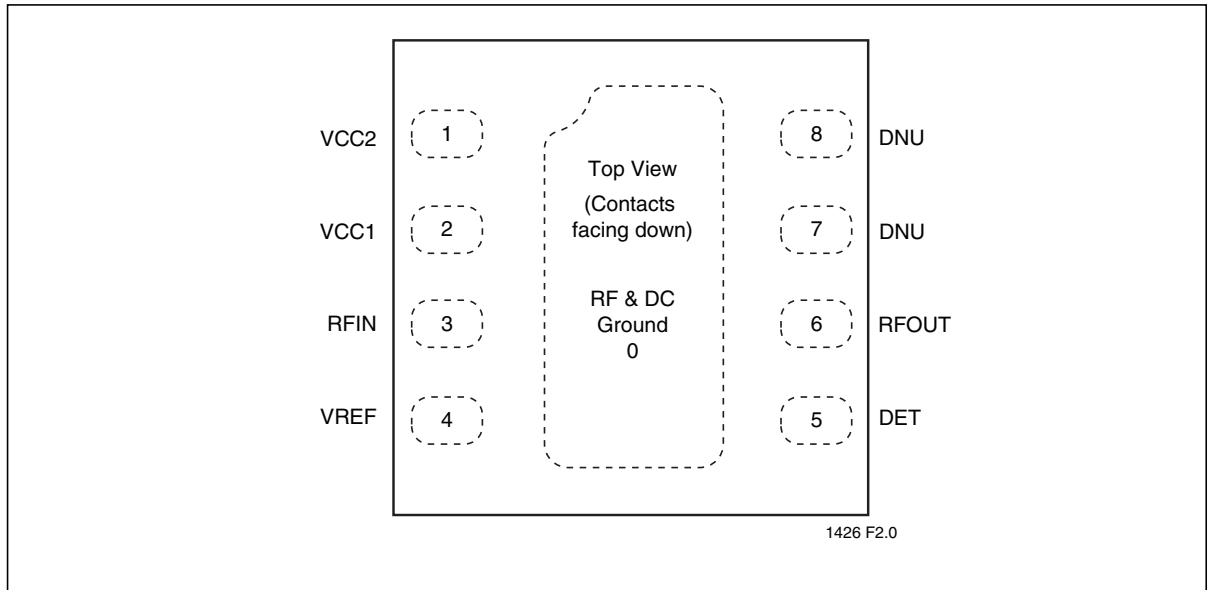 VCC2
1
VCC1
2
RFIN
3
VREF
4
Top View
(Contacts
facing down)
RF & DC
Ground
0
8
DNU
7
DNU
6
RFOUT
5
DET
1426 F2.0